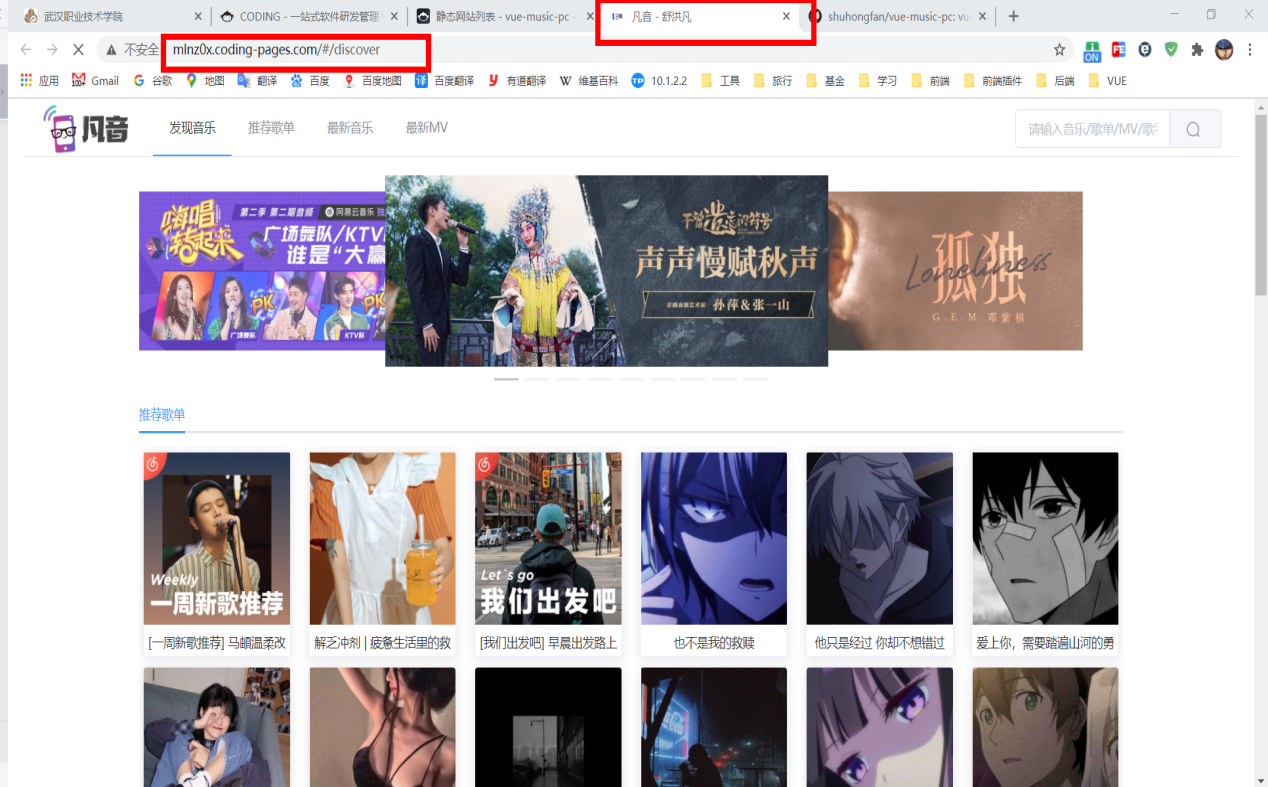 武汉职业技术学院
CODING - 一站式软件研发管理
静态网站列表 - vue-music-pc -
凡音 - 舒洪凡
shuhongfan/vue-music-pc: vu
不安全
mlnz0x.coding-pages.com/#/discover
ON
应用
Gmail
谷歌
地图
翻译
百度
百度地图
百度翻译
有道翻译
维基百科
10.1.2.2
工具
旅行
基金
学习
前端
前端插件
后端
VUE
凡音
发现音乐
推荐歌单
最新音乐
最新MV
请输入音乐/歌单/MV/歌
嗨唱转起来
第二季 第二期音频
网易云音乐 独
广场舞队/KTV
谁是“大赢
PK
PK
广场舞队
KTV队
不曾遗忘的符号
声声慢赋秋声
京剧表演艺术家 孙萍&张一山
孤独
Loneliness
G.E.M.邓紫棋
推荐歌单
Weekly
一周新歌推荐
Let's go
我们出发吧
[一周新歌推荐] 马頔温柔改
解乏冲剂 | 疲惫生活里的救
[我们出发吧] 早晨出发路上
也不是我的救赎
他只是经过 你却不想错过
爱上你，需要踏遍山河的勇